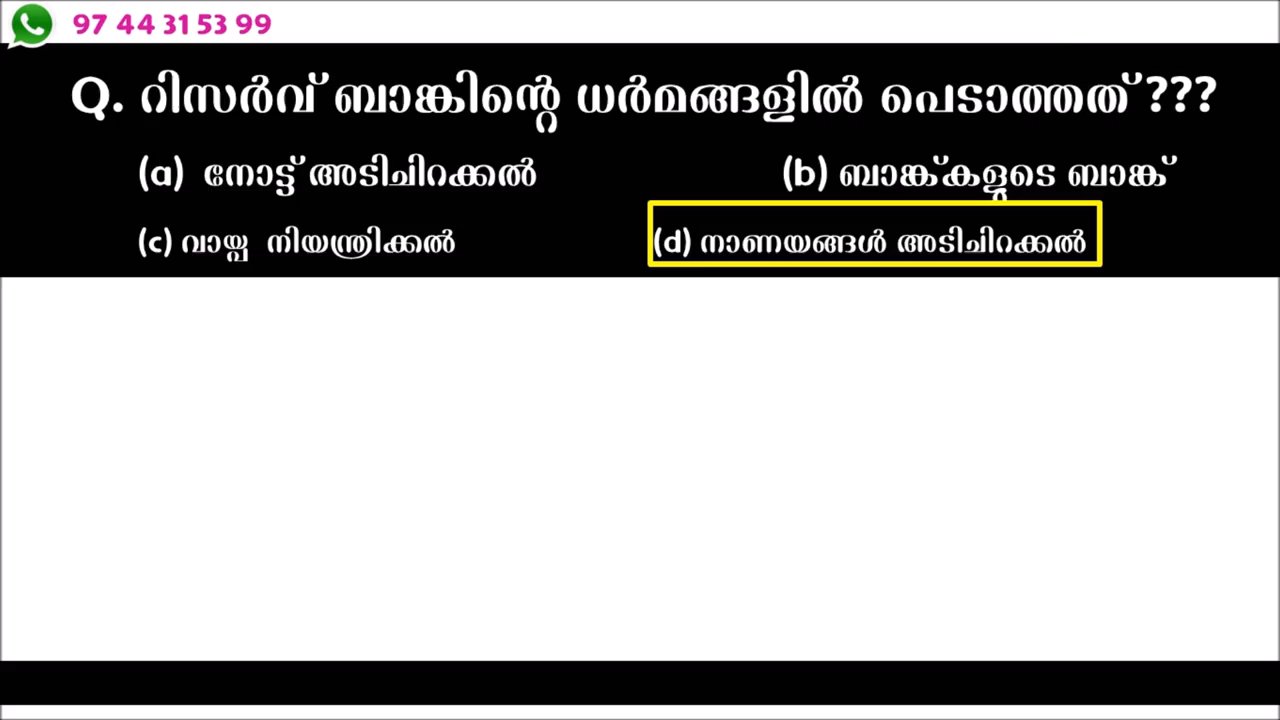 97 44 31 53 99
Q. റിസർവ് ബാങ്കിന്റെ ധർമങ്ങളിൽ പെടാത്തത് ???
(a) നോട്ട് അടിചിറക്കൽ (b) ബാങ്ക്കളുടെ ബാങ്ക്
(c) വായ്പ നിയന്ത്രിക്കൽ (d) നാണയങ്ങൾ അടിചിറക്കൽ